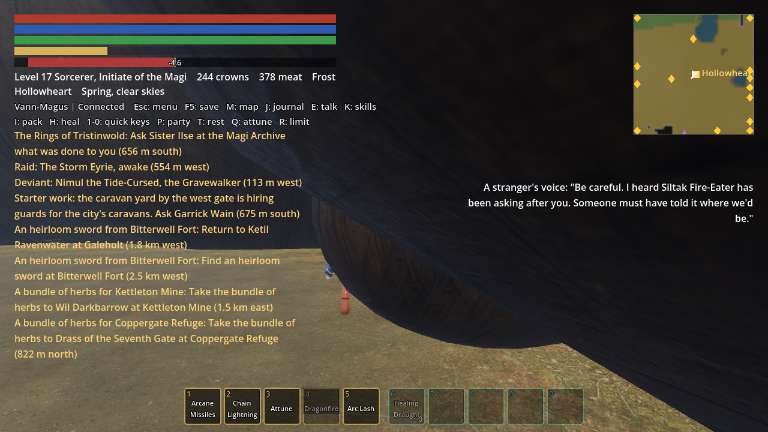 Level 17 Sorcerer, Initiate of the Magi 244 crowns 378 meat Frost
Hollowheart Spring, clear skies
Vann-Magus | Connected Esc: menu F5: save M: map J: journal E: talk K: skills
I: pack H: heal 1-0: quick keys P: party T: rest Q: attune R: limit
The Rings of Tristinwold: Ask Sister Ilse at the Magi Archive
what was done to you (656 m south)
Raid: The Storm Eyrie, awake (554 m west)
Deviant: Nimul the Tide-Cursed, the Gravewalker (113 m west)
Starter work: the caravan yard by the west gate is hiring
guards for the city's caravans. Ask Garrick Wain (675 m south)
An heirloom sword from Bitterwell Fort: Return to Ketil
Ravenwater at Galeholt (1.8 km west)
An heirloom sword from Bitterwell Fort: Find an heirloom
sword at Bitterwell Fort (2.5 km west)
A bundle of herbs for Kettleton Mine: Take the bundle of
herbs to Wil Darkbarrow at Kettleton Mine (1.5 km east)
A bundle of herbs for Coppergate Refuge: Take the bundle of
herbs to Drass of the Seventh Gate at Coppergate Refuge
(822 m north)
Hollowhea
A stranger's voice: "Be careful. I heard Siltak Fire-Eater has
been asking after you. Someone must have told it where we'd
be."
1 Arcane Missiles
2 Chain Lightning
3 Attune
Dragonfire
5 Arc Lash
Healing Draught